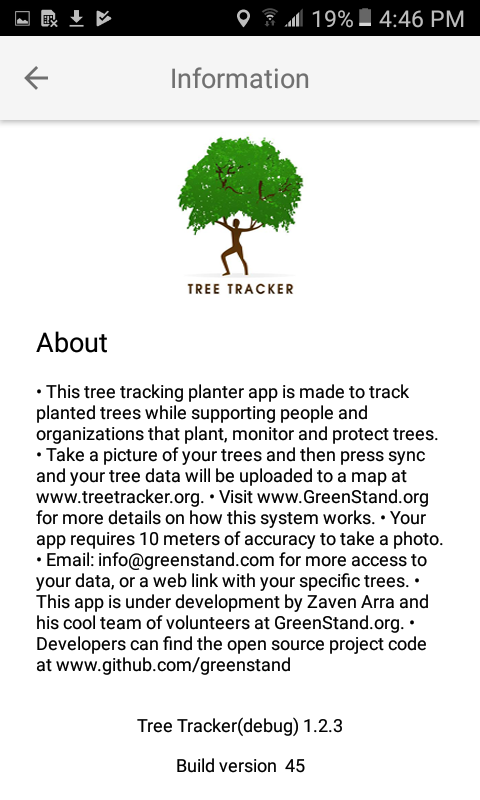 19% 4:46 PM
Information
TREE TRACKER
About
• This tree tracking planter app is made to track
planted trees while supporting people and
organizations that plant, monitor and protect trees.
• Take a picture of your trees and then press sync
and your tree data will be uploaded to a map at
www.treetracker.org. • Visit www.GreenStand.org
for more details on how this system works. • Your
app requires 10 meters of accuracy to take a photo.
• Email: info@greenstand.com for more access to
your data, or a web link with your specific trees. •
This app is under development by Zaven Arra and
his cool team of volunteers at GreenStand.org. •
Developers can find the open source project code
at www.github.com/greenstand
Tree Tracker(debug) 1.2.3
Build version  45